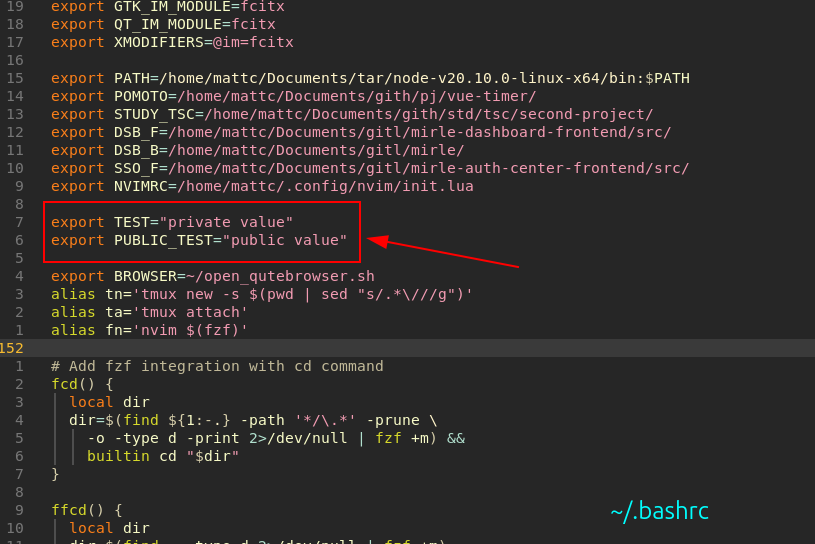 19 export GTK_IM_MODULE=fcitx
18 export QT_IM_MODULE=fcitx
17 export XMODIFIERS=@im=fcitx
16
15 export PATH=/home/mattc/Documents/tar/node-v20.10.0-linux-x64/bin:$PATH
14 export POMOTO=/home/mattc/Documents/gith/pj/vue-timer/
13 export STUDY_TSC=/home/mattc/Documents/gith/std/tsc/second-project/
12 export DSB_F=/home/mattc/Documents/gitl/mirle-dashboard-frontend/src/
11 export DSB_B=/home/mattc/Documents/gitl/mirle/
10 export SSO_F=/home/mattc/Documents/gitl/mirle-auth-center-frontend/src/
9 export NVIMRC=/home/mattc/.config/nvim/init.lua
8
7 export TEST="private value"
6 export PUBLIC_TEST="public value"
5
4 export BROWSER=~/open_qutebrowser.sh
3 alias tn='tmux new -s $(pwd | sed "s/.*\///g")'
2 alias ta='tmux attach'
1 alias fn='nvim $(fzf)'
152
1 # Add fzf integration with cd command
2 fcd() {
3 local dir
4 dir=$(find ${1:-.} -path '*/\.*' -prune \
5 -o -type d -print 2>/dev/null | fzf +m) &&
6 builtin cd "$dir"
7 }
8
9 ffcd() {
10 local dir
~/.bashrc